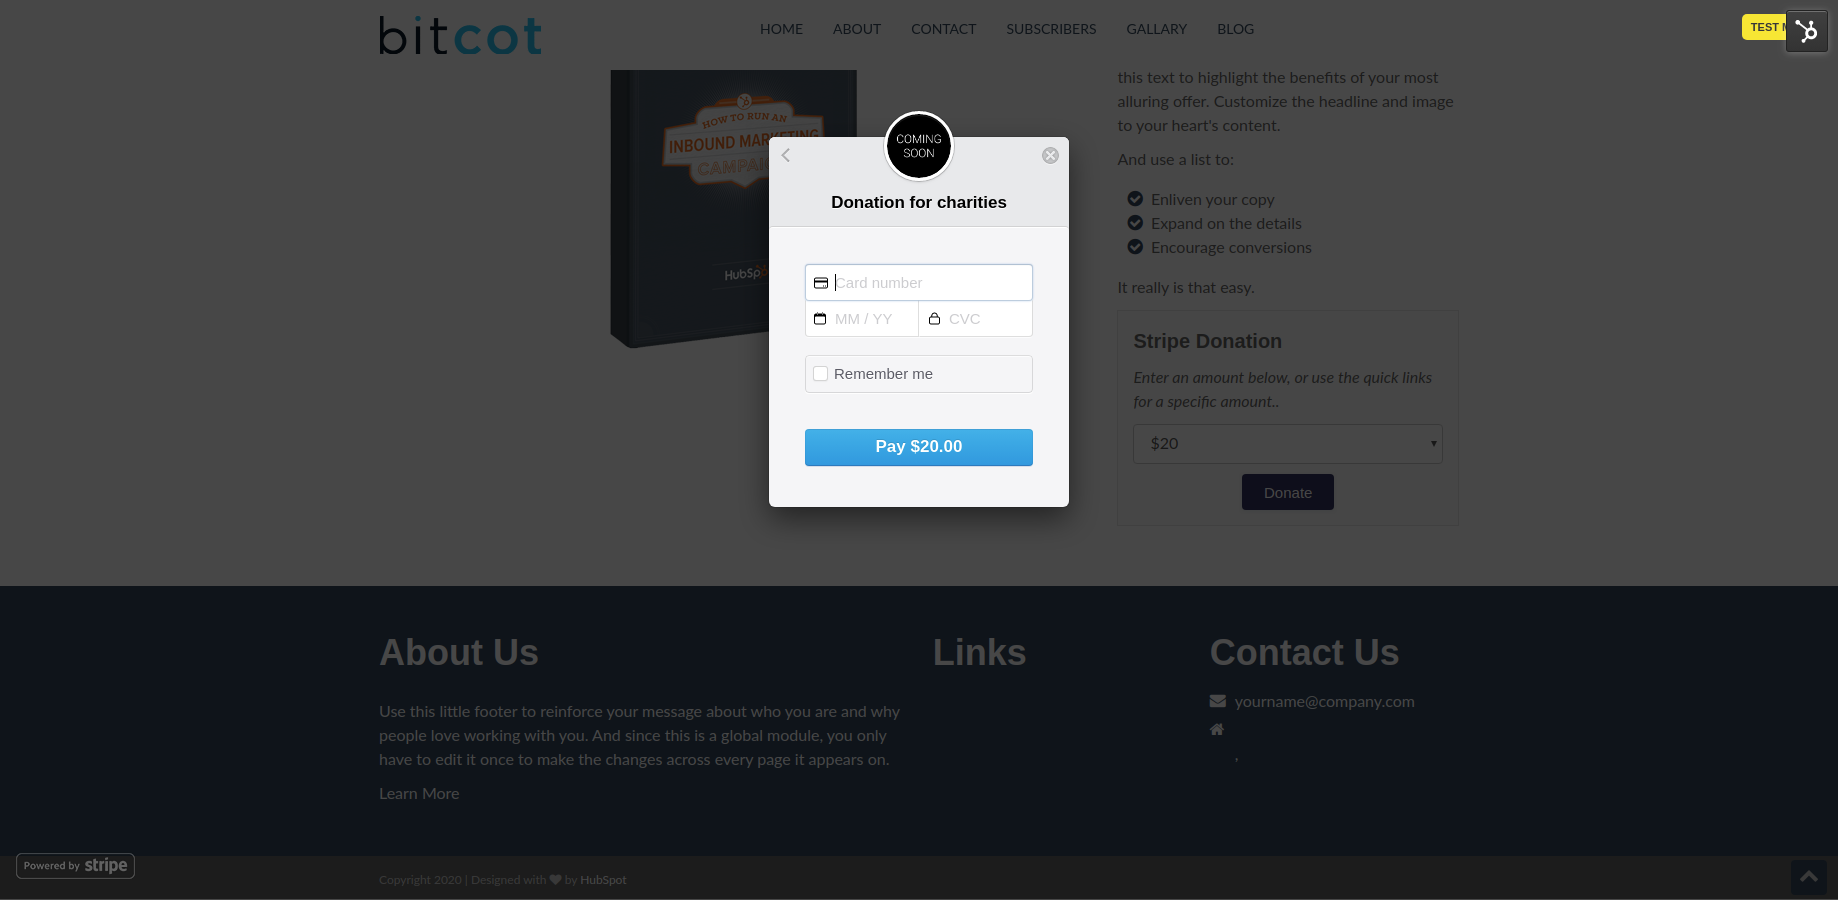 bitcot
HOME ABOUT CONTACT SUBSCRIBERS GALLARY BLOG
TEST
this text to highlight the benefits of your most
alluring offer. Customize the headline and image
to your heart's content.
And use a list to:
Enliven your copy
Expand on the details
Encourage conversions
It really is that easy.
HOW TO RUN AN
INBOUND MARKETING
HubSp
COMING
SOON
Donation for charities
Card number
MM / YY CVC
Remember me
Pay $20.00
Stripe Donation
Enter an amount below, or use the quick links
for a specific amount..
$20
Donate
About Us
Use this little footer to reinforce your message about who you are and why
people love working with you. And since this is a global module, you only
have to edit it once to make the changes across every page it appears on.
Learn More
Links
Contact Us
yourname@company.com
,
Powered by stripe
Copyright 2020 | Designed with ♥ by HubSpot